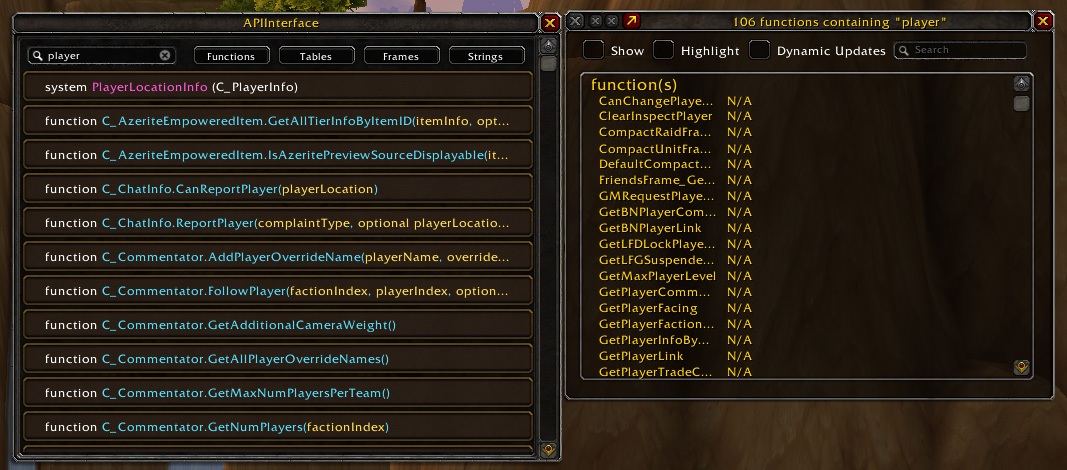 APIInterface
player
Functions
Tables
Frames
Strings
system PlayerLocationInfo (C_PlayerInfo)
function C_AzeriteEmpoweredItem.GetAllTierInfoByItemID(itemInfo, opt...
function C_AzeriteEmpoweredItem.IsAzeritePreviewSourceDisplayable(it...
function C_ChatInfo.CanReportPlayer(playerLocation)
function C_ChatInfo.ReportPlayer(complaintType, optional playerLocatio...
function C_Commentator.AddPlayerOverrideName(playerName, override...
function C_Commentator.FollowPlayer(factionIndex, playerIndex, option...
function C_Commentator.GetAdditionalCameraWeight()
function C_Commentator.GetAllPlayerOverrideNames()
function C_Commentator.GetMaxNumPlayersPerTeam()
function C_Commentator.GetNumPlayers(factionIndex)
106 functions containing "player"
Show
Highlight
Dynamic Updates
Search
function(s)
CanChangePlaye... N/A
ClearInspectPlayer N/A
CompactRaidFra... N/A
CompactUnitFra... N/A
DefaultCompact... N/A
FriendsFrame_Ge... N/A
GMRequestPlaye... N/A
GetBNPlayerCom... N/A
GetBNPlayerLink N/A
GetLFDLockPlaye... N/A
GetLFGSuspende... N/A
GetMaxPlayerLevel N/A
GetPlayerComm... N/A
GetPlayerFacing N/A
GetPlayerFaction... N/A
GetPlayerInfoBy... N/A
GetPlayerLink N/A
GetPlayerTradeC... N/A